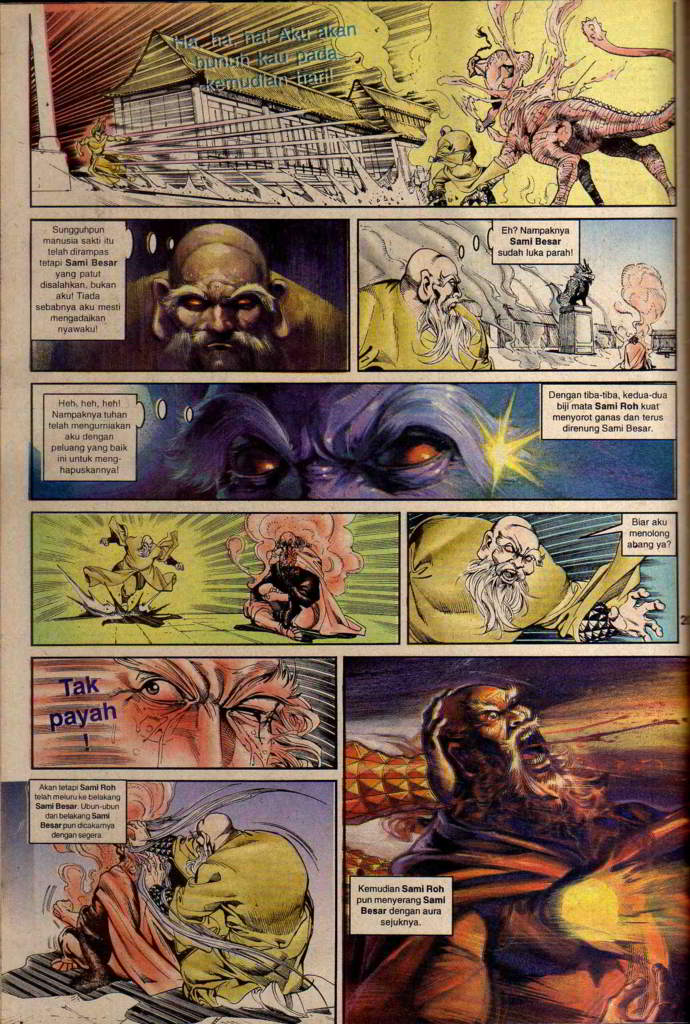 Ha, ha, ha! Aku akan
bunuh kau pada
kemudian hari!
Sungguhpun
manusia sakti itu
telah dirampas
tetapi Sami Besar
yang patut
disalahkan, bukan
aku! Tiada
sebabnya aku mesti
mengadaikan
nyawaku!
Eh? Nampaknya
Sami Besar
sudah luka parah!
Heh, heh, heh!
Nampaknya tuhan
telah mengurniakan
aku dengan
peluang yang baik
ini untuk meng-
hapuskannya!
Dengan tiba-tiba, kedua-dua
biji mata Sami Roh kuat
menyorot ganas dan terus
direnung Sami Besar.
Biar aku
menolong
abang ya?
Tak
payah
!
Akan tetapi Sami Roh
telah meluru ke belakang
Sami Besar. Ubun-ubun
dan belakang Sami
Besar pun dicakarnya
dengan segera.
Kemudian Sami Roh
pun menyerang Sami
Besar dengan aura
sejuknya.